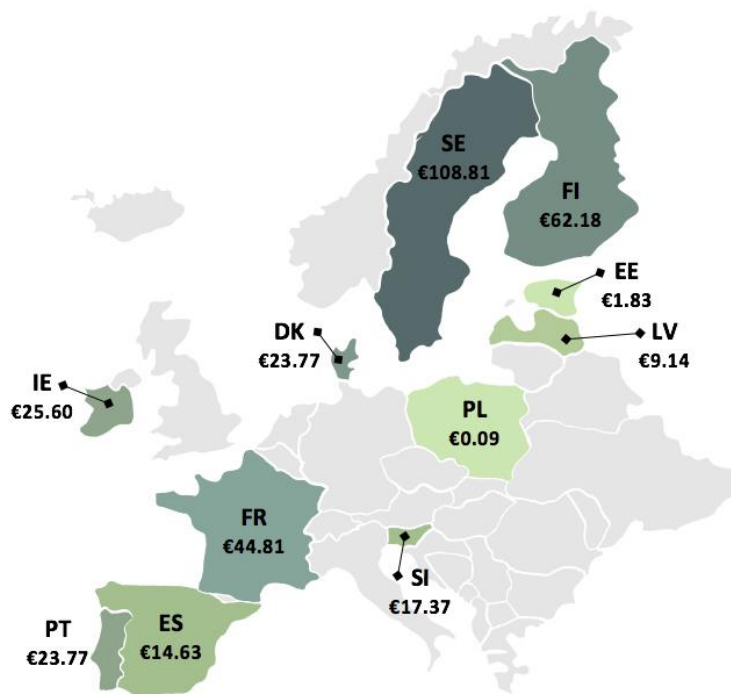 SE
€108.81
FI
€62.18
EE
€1.83
DK
€23.77
LV
€9.14
IE
€25.60
PL
€0.09
FR
€44.81
SI
€17.37
PT
€23.77
ES
€14.63